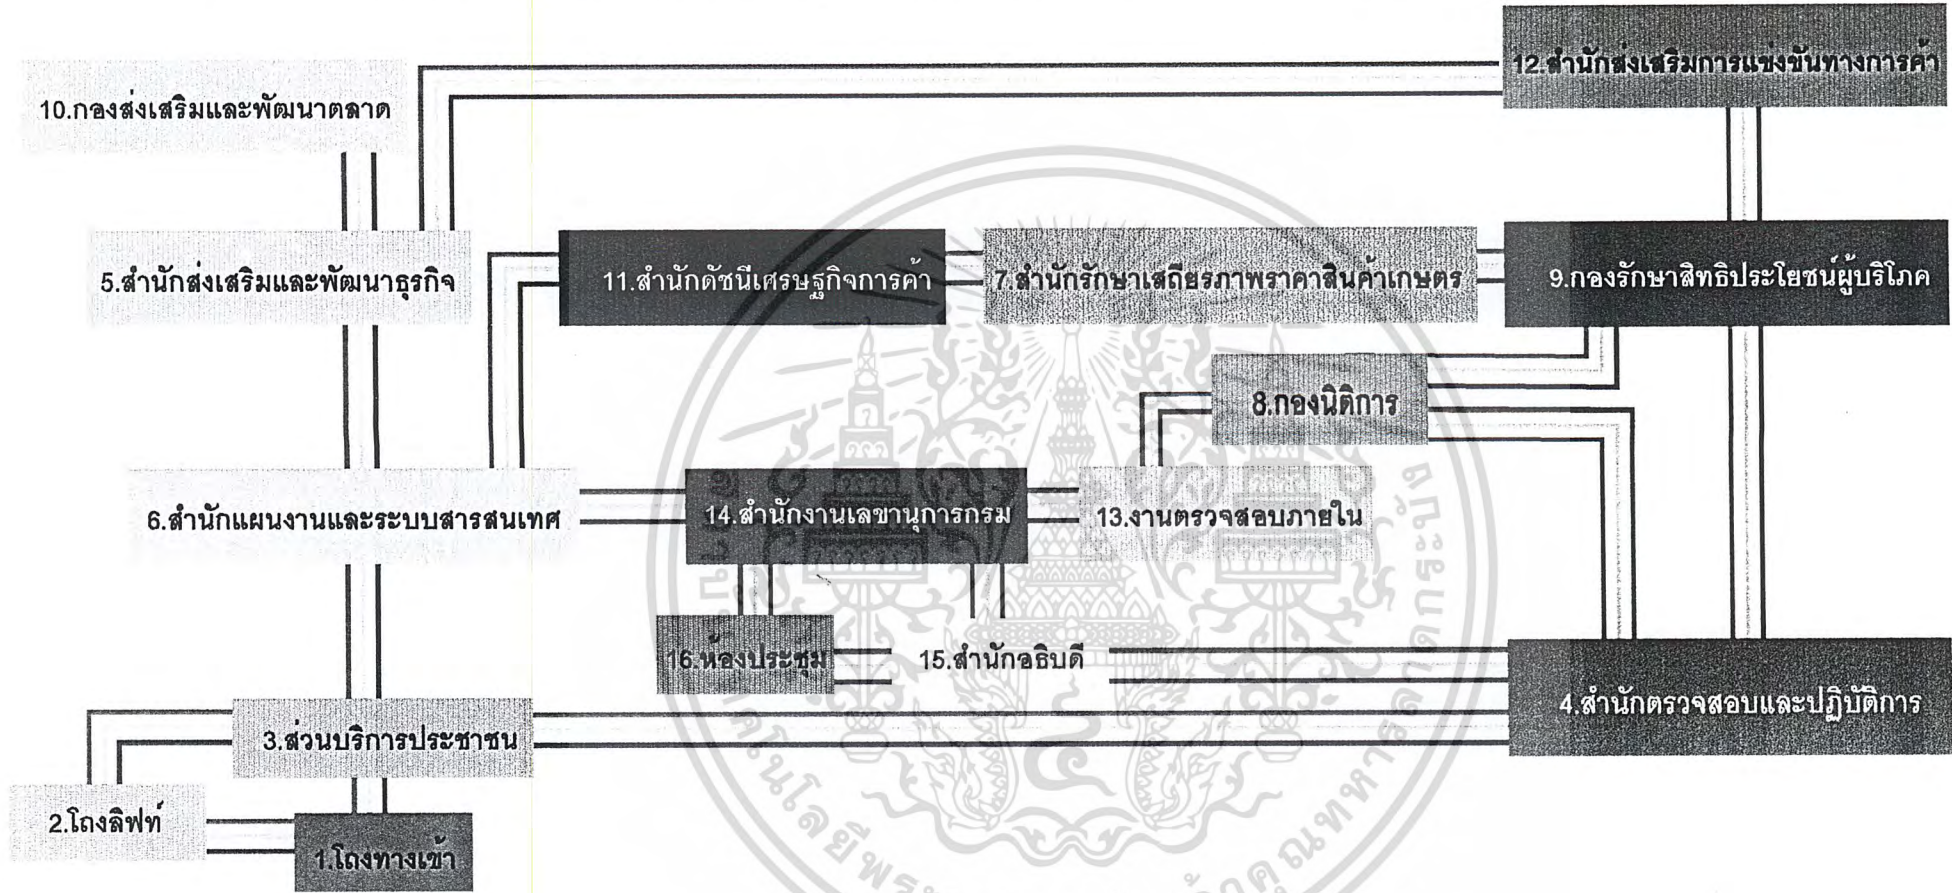 12.สำนักส่งเสริมการแข่งขันทางการค้า
10.กองส่งเสริมและพัฒนาตลาด
5.สำนักส่งเสริมและพัฒนาธุรกิจ
11.สำนักดัชนีเศรษฐกิจการค้า
7.สำนักรักษาเสถียรภาพราคาสินค้าเกษตร
9.กองรักษาสิทธิประโยชน์ผู้บริโภค
8.กองนิติการ
6.สำนักแผนงานและระบบสารสนเทศ
14.สำนักงานเลขานุการกรม
13.งานตรวจสอบภายใน
16.ห้องประชุม
15.สำนักอธิบดี
4.สำนักตรวจสอบและปฏิบัติการ
3.ส่วนบริการประชาชน
2.โถงลิฟท์
1.โถงทางเข้า